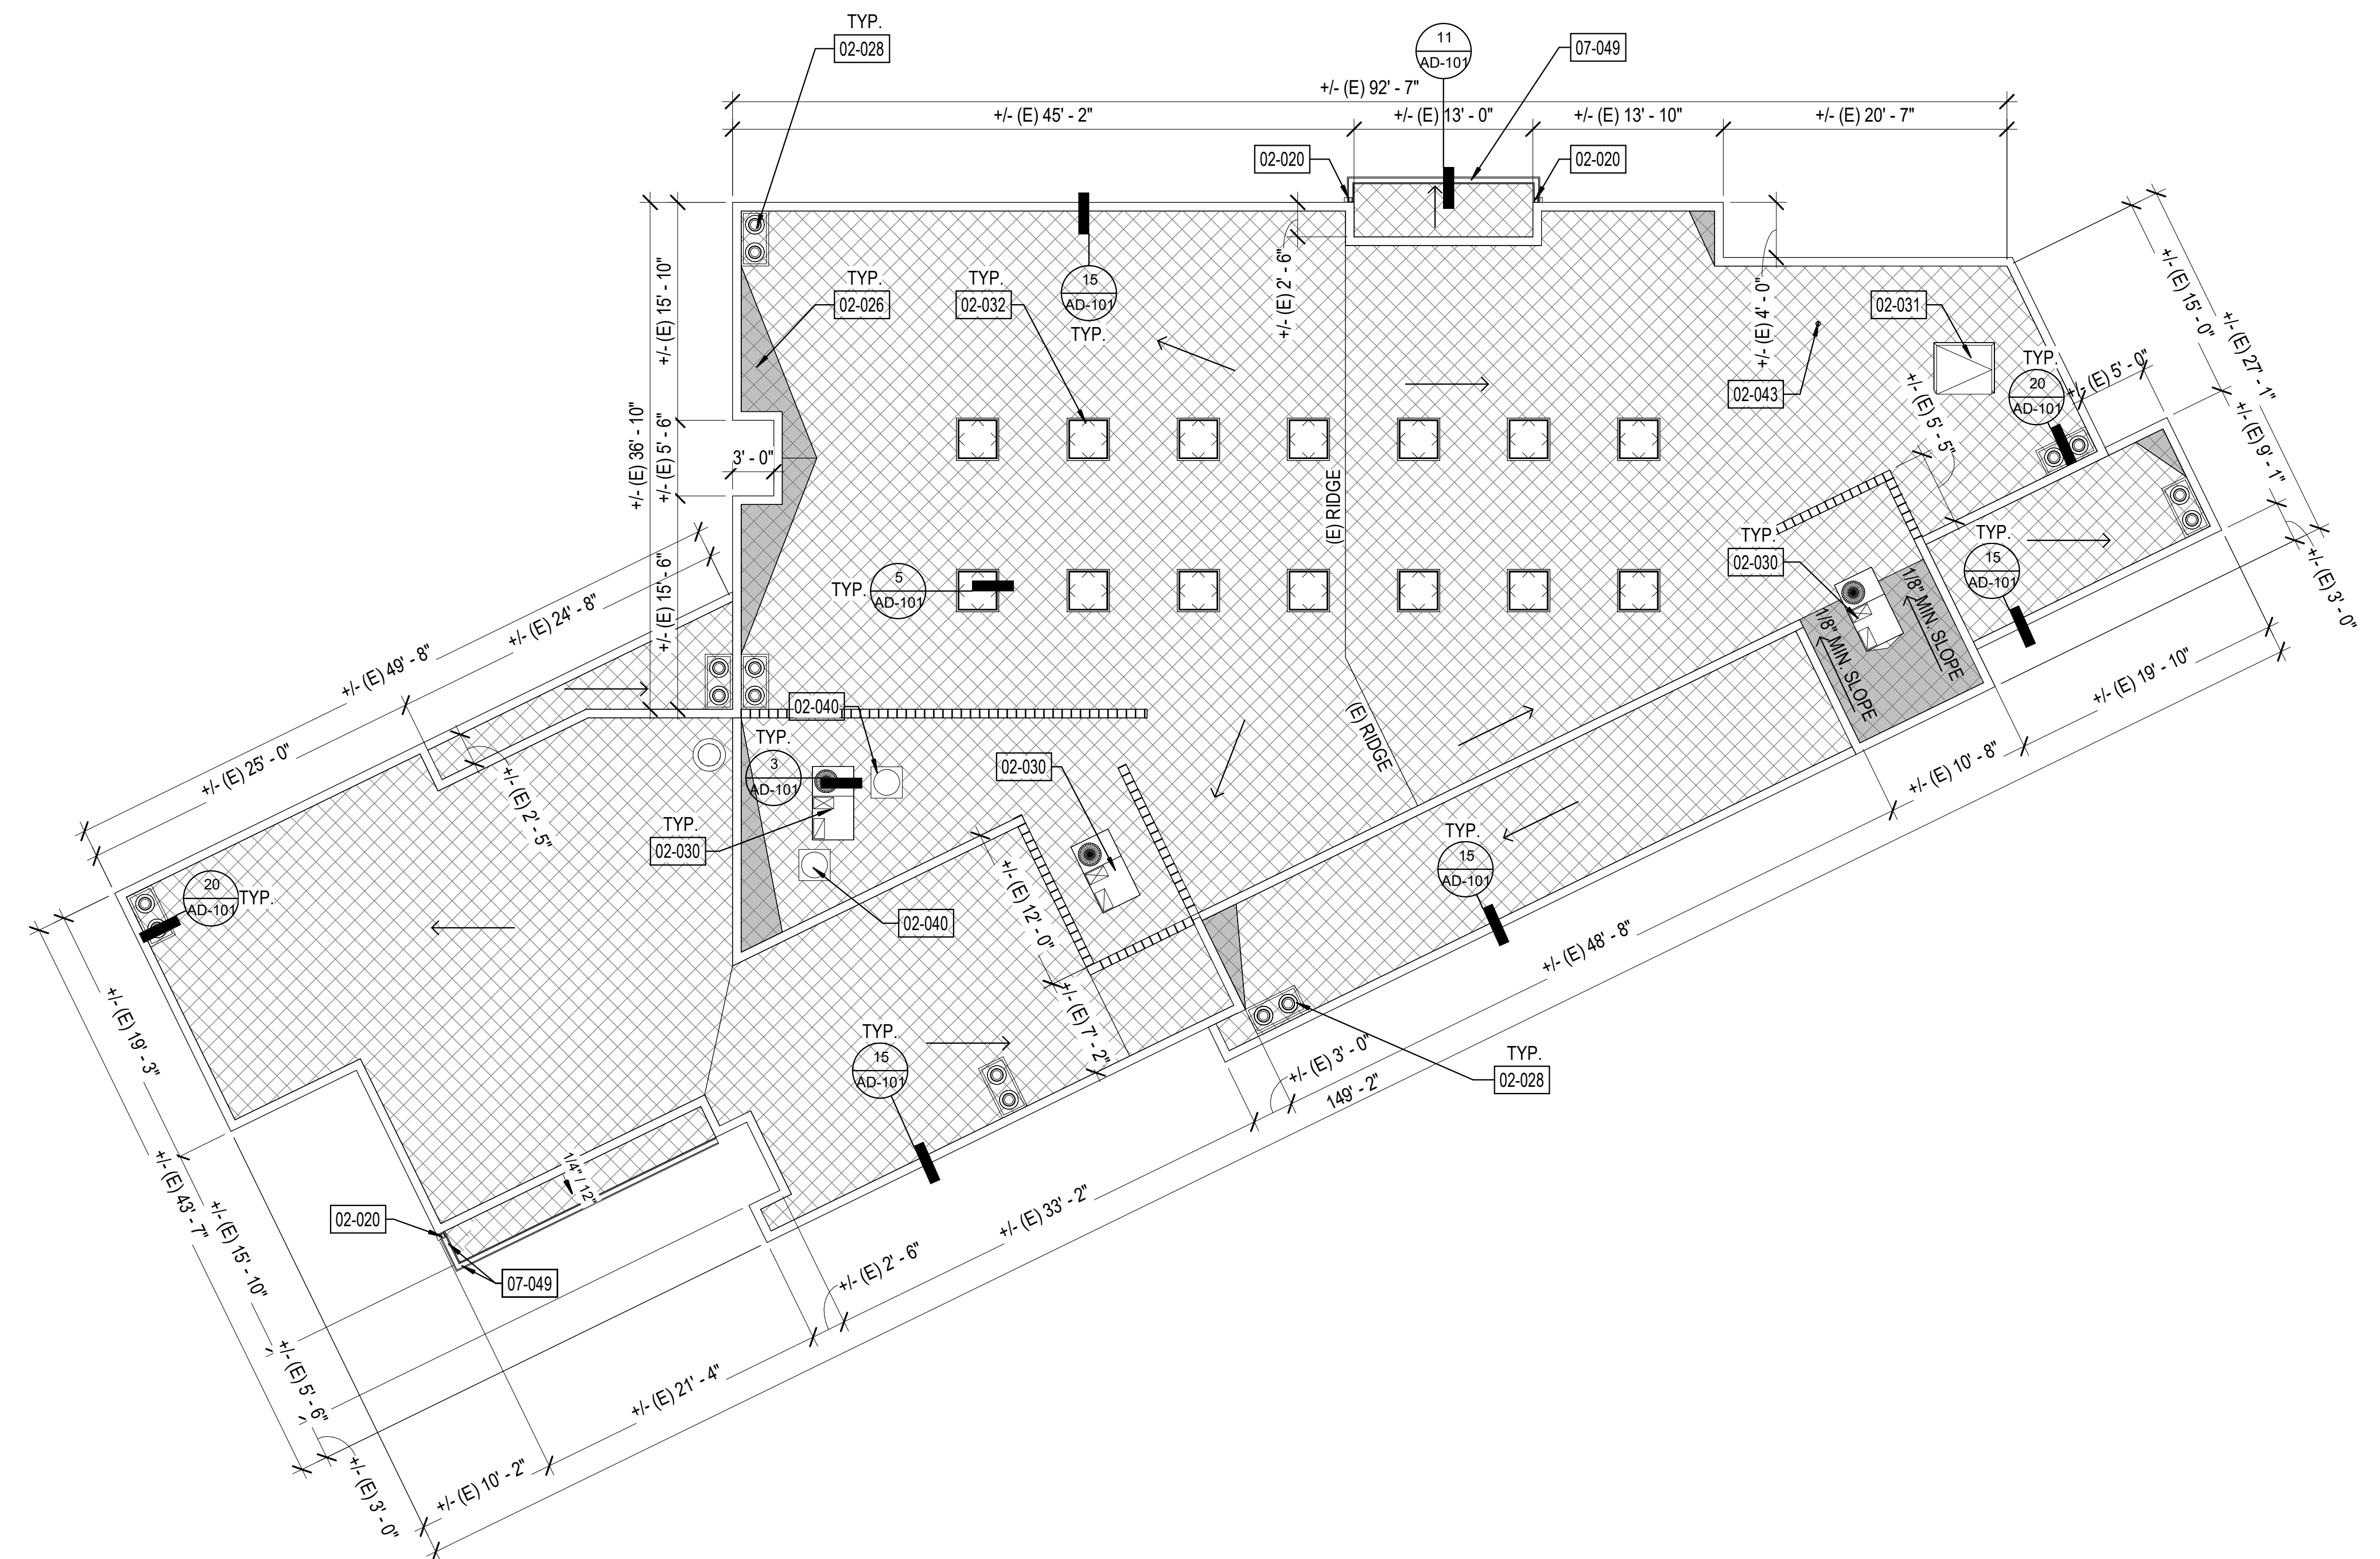 TYP.
02-028
11
AD-101
07-049
+/- (E) 92' - 7"
+/- (E) 45' - 2"
+/- (E) 13' - 0"
+/- (E) 13' - 10"
+/- (E) 20' - 7"
02-020
02-020
+/- (E) 36' - 10"
+/- (E) 15' - 10"
+/- (E) 5' - 6"
+/- (E) 15' - 6"
3' - 0"
TYP.
02-026
TYP.
02-032
15
AD-101
TYP.
+/- (E) 2' - 6"
+/- (E) 4' - 0"
02-031
02-043
TYP.
20
AD-101
+/- (E) 5' - 0"
+/- (E) 5' - 5"
+/- (E) 15' - 0"
+/- (E) 27' - 1"
+/- (E) 9' - 1"
+/- (E) 3' - 0"
(E) RIDGE
(E) RIDGE
TYP.
5
AD-101
TYP.
02-030
TYP.
15
AD-101
1/8" MIN. SLOPE
1/8" MIN. SLOPE
+/- (E) 49' - 8"
+/- (E) 24' - 8"
+/- (E) 25' - 0"
+/- (E) 2' - 5"
02-040
TYP.
3
AD-101
02-030
TYP.
02-030
02-040
TYP.
15
AD-101
20
AD-101
TYP.
+/- (E) 12' - 0"
+/- (E) 7' - 2"
TYP.
15
AD-101
TYP.
02-028
+/- (E) 19' - 10"
+/- (E) 10' - 8"
+/- (E) 48' - 8"
+/- (E) 3' - 0"
149' - 2"
+/- (E) 33' - 2"
+/- (E) 2' - 6"
+/- (E) 21' - 4"
+/- (E) 10' - 2"
+/- (E) 19' - 3"
+/- (E) 43' - 7"
+/- (E) 15' - 10"
+/- (E) 5' - 6"
+/- (E) 3' - 0"
1/4" / 12"
02-020
07-049